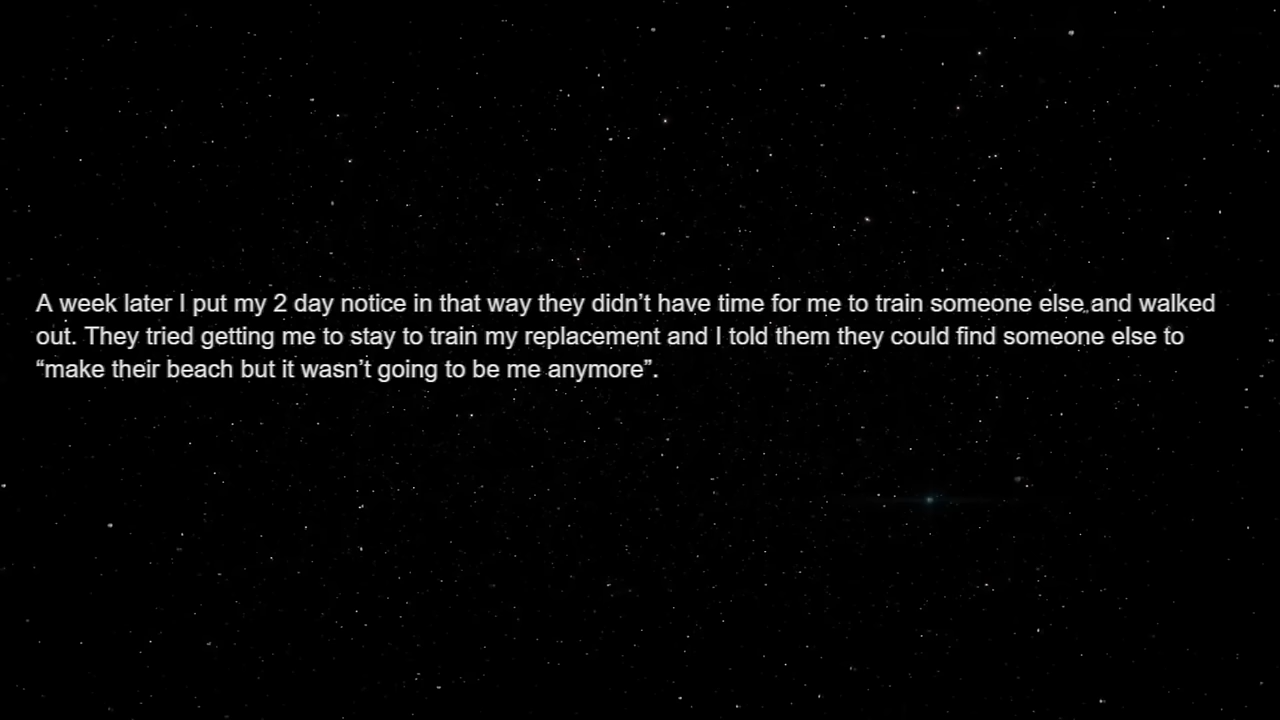 A week later I put my 2 day notice in that way they didn’t have time for me to train someone else and walked
out. They tried getting me to stay to train my replacement and I told them they could find someone else to
“make their beach but it wasn’t going to be me anymore”.